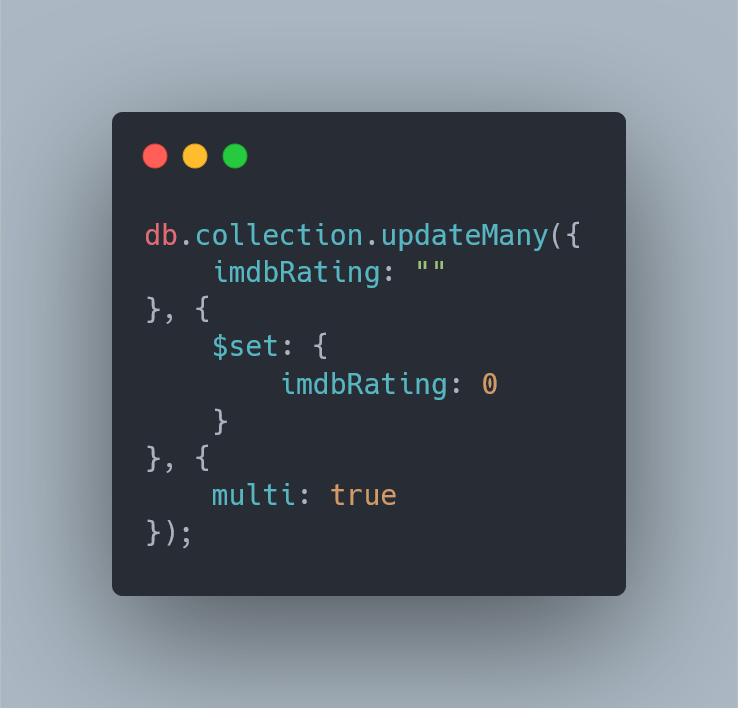 db.collection.updateMany({
    imdbRating: ""
}, {
    $set: {
        imdbRating: 0
    }
}, {
    multi: true
});